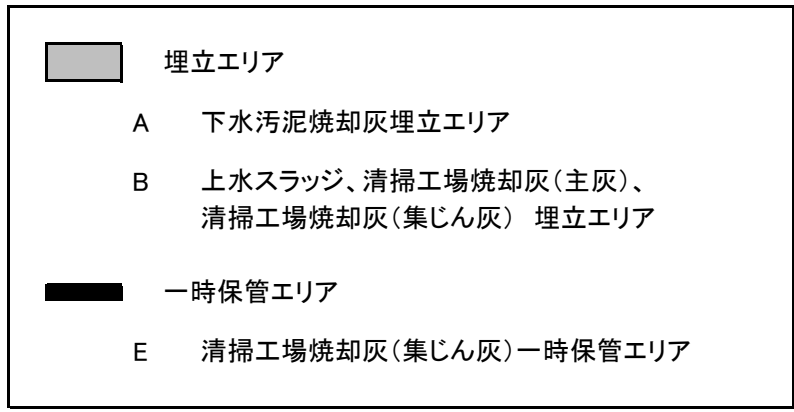 埋立エリア
A 下水汚泥焼却灰埋立エリア
B 上水スラッジ、清掃工場焼却灰(主灰)、
清掃工場焼却灰(集じん灰) 埋立エリア
一時保管エリア
E 清掃工場焼却灰(集じん灰)一時保管エリア